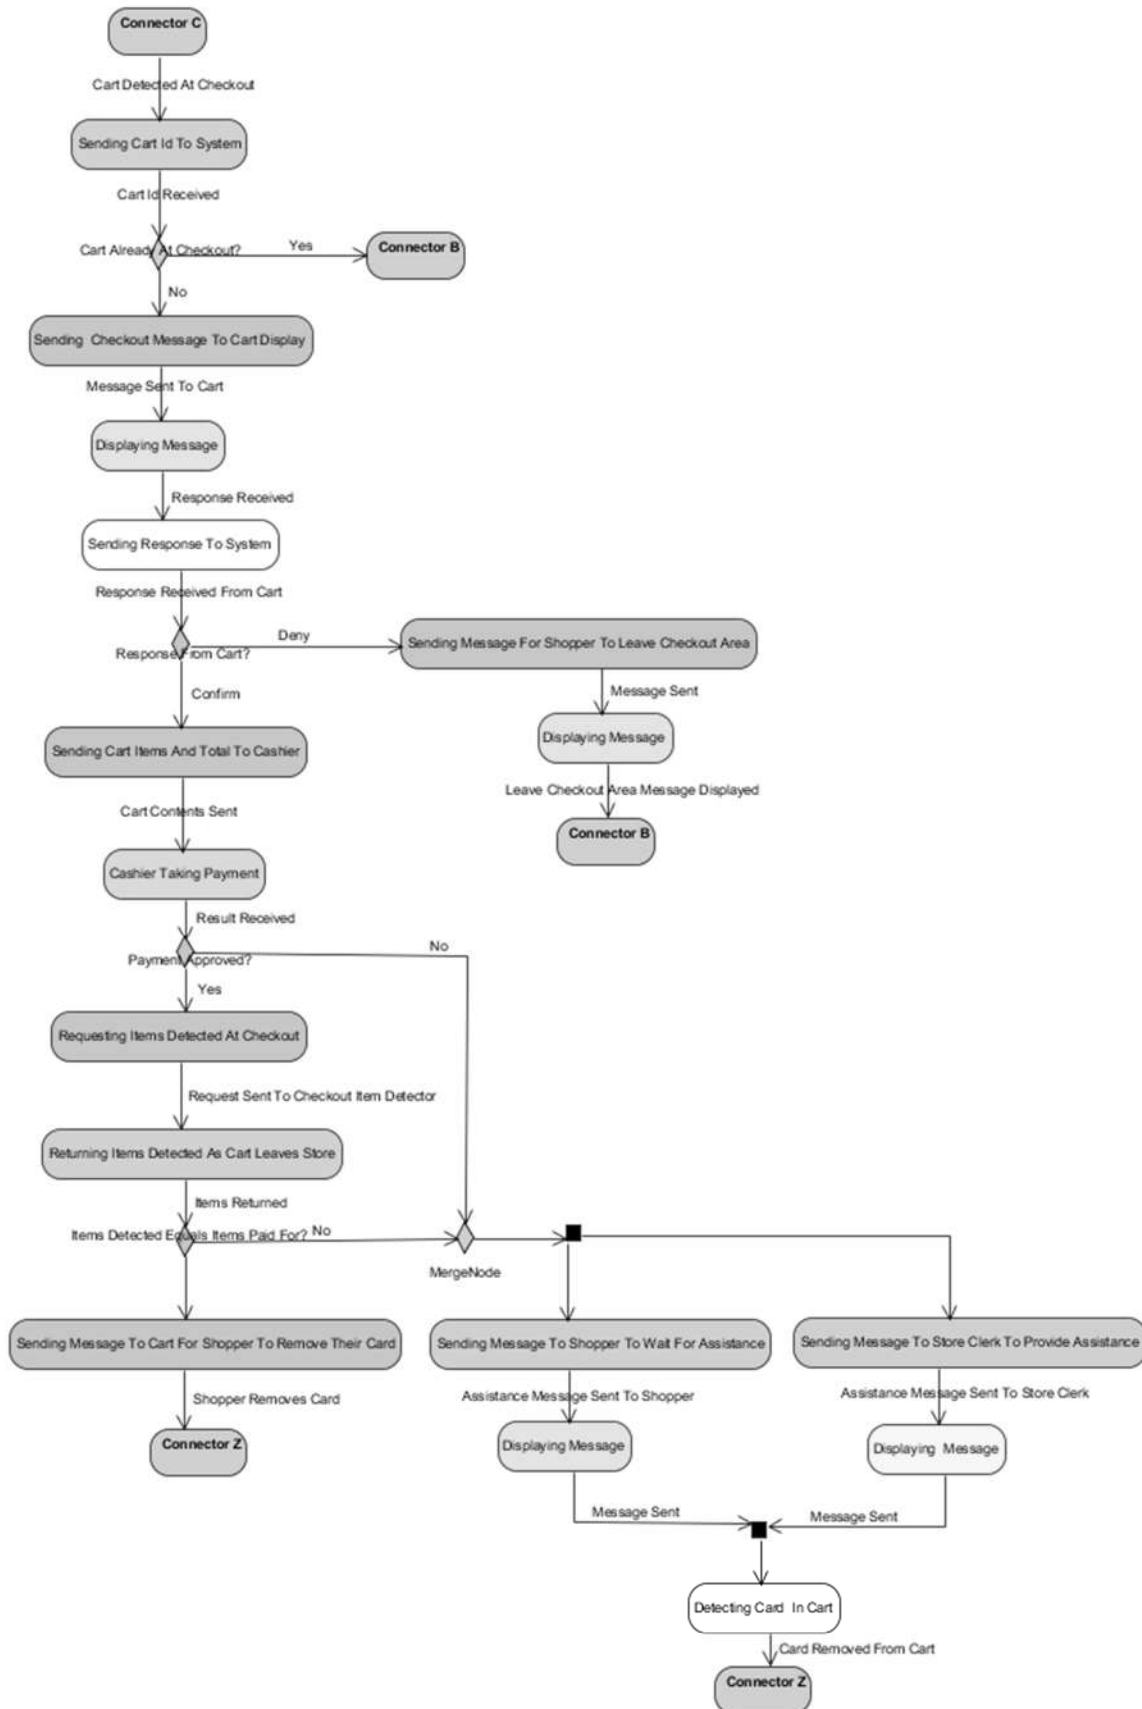 Connector C
Cart Detected At Checkout
Sending Cart Id To System
Cart Id Received
Cart Already At Checkout?
Yes
Connector B
No
Sending  Checkout Message To Cart Display
Message Sent To Cart
Displaying Message
Response Received
Sending Response To System
Response Received From Cart
Response From Cart?
Deny
Sending Message For Shopper To Leave Checkout Area
Confirm
Message Sent
Sending Cart Items And Total To Cashier
Displaying Message
Cart Contents Sent
Leave Checkout Area Message Displayed
Connector B
Cashier Taking Payment
Result Received
Payment Approved?
No
Yes
Requesting Items Detected At Checkout
Request Sent To Checkout Item Detector
Returning Items Detected As Cart Leaves Store
Items Returned
Items Detected Equals Items Paid For?
No
MergeNode
Sending Message To Cart For Shopper To Remove Their Card
Sending Message To Shopper To Wait For Assistance
Sending Message To Store Clerk To Provide Assistance
Shopper Removes Card
Assistance Message Sent To Shopper
Assistance Message Sent To Store Clerk
Connector Z
Displaying Message
Displaying  Message
Message Sent
Message Sent
Detecting Card  In Cart
Card Removed From Cart
Connector Z